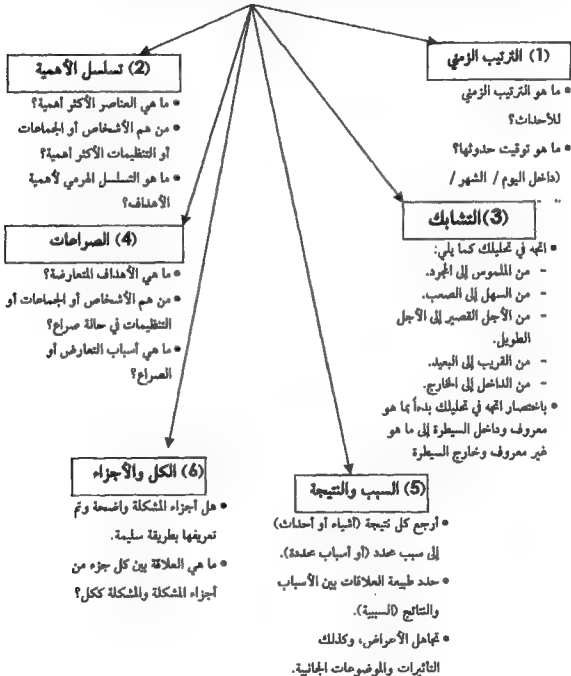 (1) الترتيب الزمني
• ما هو الترتيب الزمني
للأحداث؟
• ما هو توقيت حدوثها؟
(داخل اليوم / الشهر /
(2) تسلسل الأهمية
• ما هي العناصر الأكثر أهمية؟
• من هم الأشخاص أو الجماعات
أو التنظيمات الأكثر أهمية؟
• ما هو التسلسل الهرمي لأهمية
الأهداف؟
(3) التشابك
• اتجه في تحليلك كما يلي:
- من الملموس إلى المجرد.
- من السهل إلى الصعب.
- من الأجل القصير إلى الأجل
الطويل.
- من القريب إلى البعيد.
- من الداخل إلى الخارج.
• باختصار اتجه في تحليلك بدءاً بما هو
معروف وداخل السيطرة إلى ما هو
غير معروف وخارج السيطرة
(4) الصراعات
• ما هي الأهداف المتعارضة؟
• من هم الأشخاص أو الجماعات أو
التنظيمات في حالة صراع؟
• ما هي أسباب التعارض أو
الصراع؟
(5) السبب والنتيجة
• أرجع كل نتيجة (أشياء أو أحداث)
إلى سبب محدد (أو أسباب محددة).
• حدد طبيعة العلاقات بين الأسباب
والنتائج (السببية).
• تجاهل الأعراض، وكذلك
التأثيرات والموضوعات الجانبية.
(6) الكل والأجزاء
• هل أجزاء المشكلة واضحة وتم
تعريفها بطريقة سليمة.
• ما هي العلاقة بين كل جزء من
أجزاء المشكلة والمشكلة ككل؟